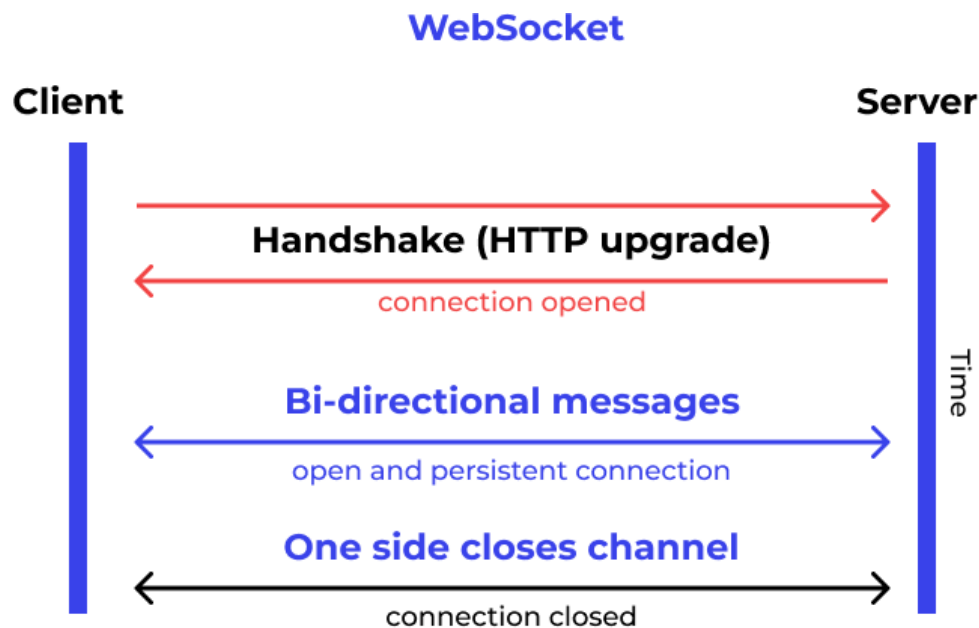 WebSocket
Client
Server
Handshake (HTTP upgrade)
connection opened
Time
Bi-directional messages
open and persistent connection
One side closes channel
connection closed